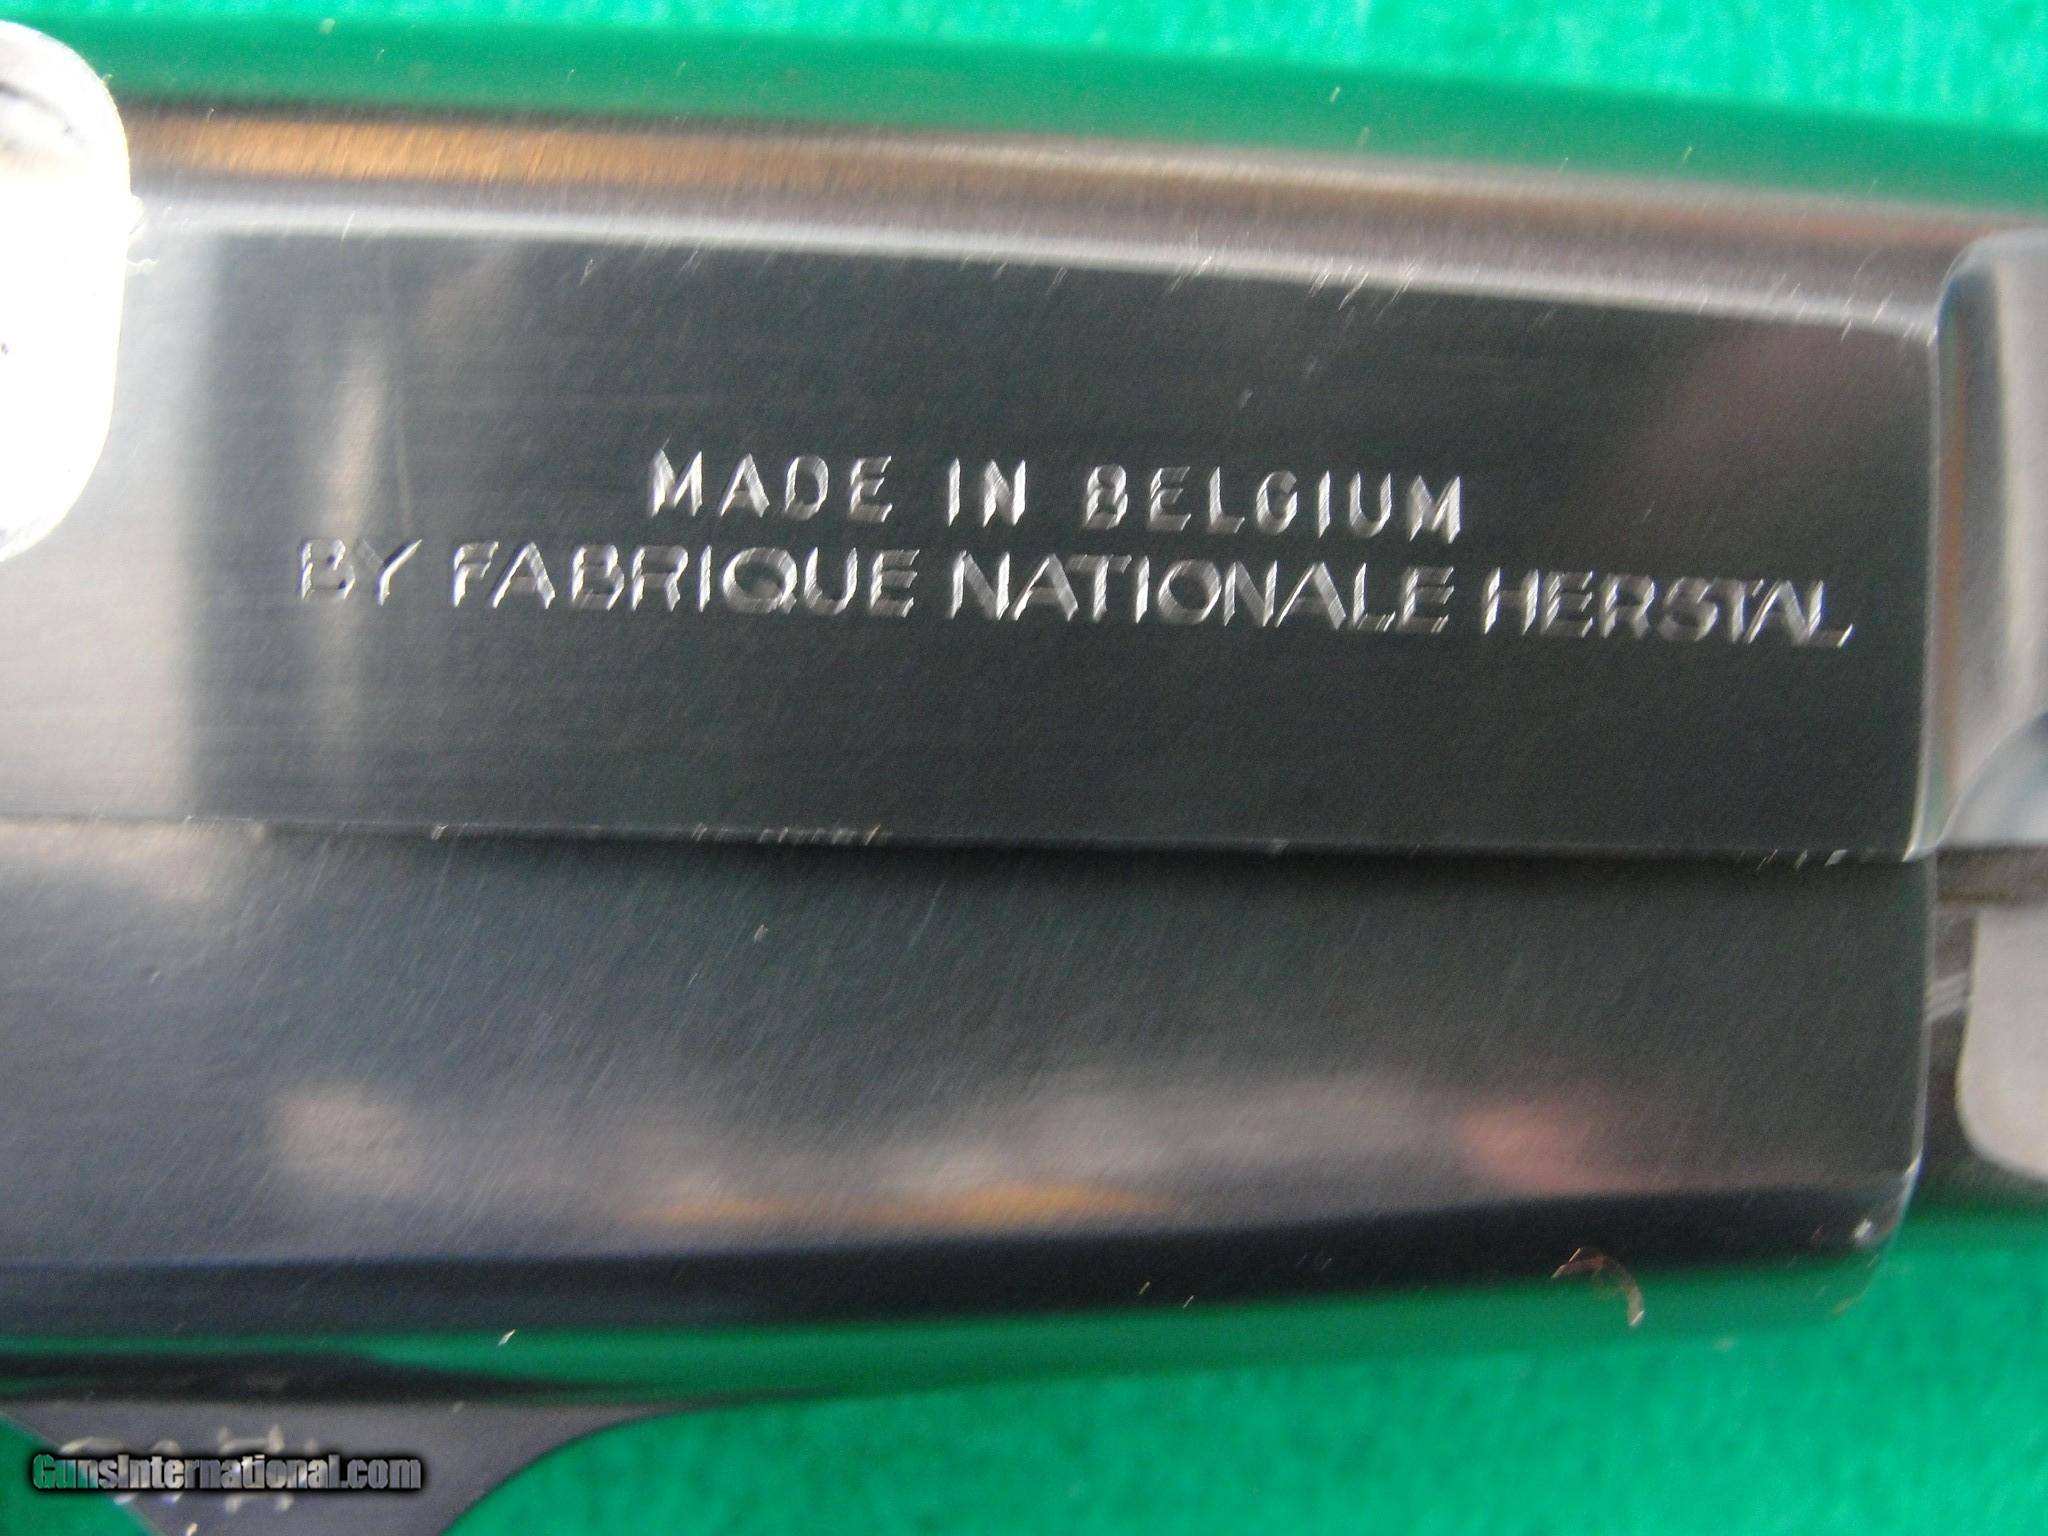 MADE IN BELGIUM
BY FABRIQUE NATIONALE HERSTAL
GunsInternational.com